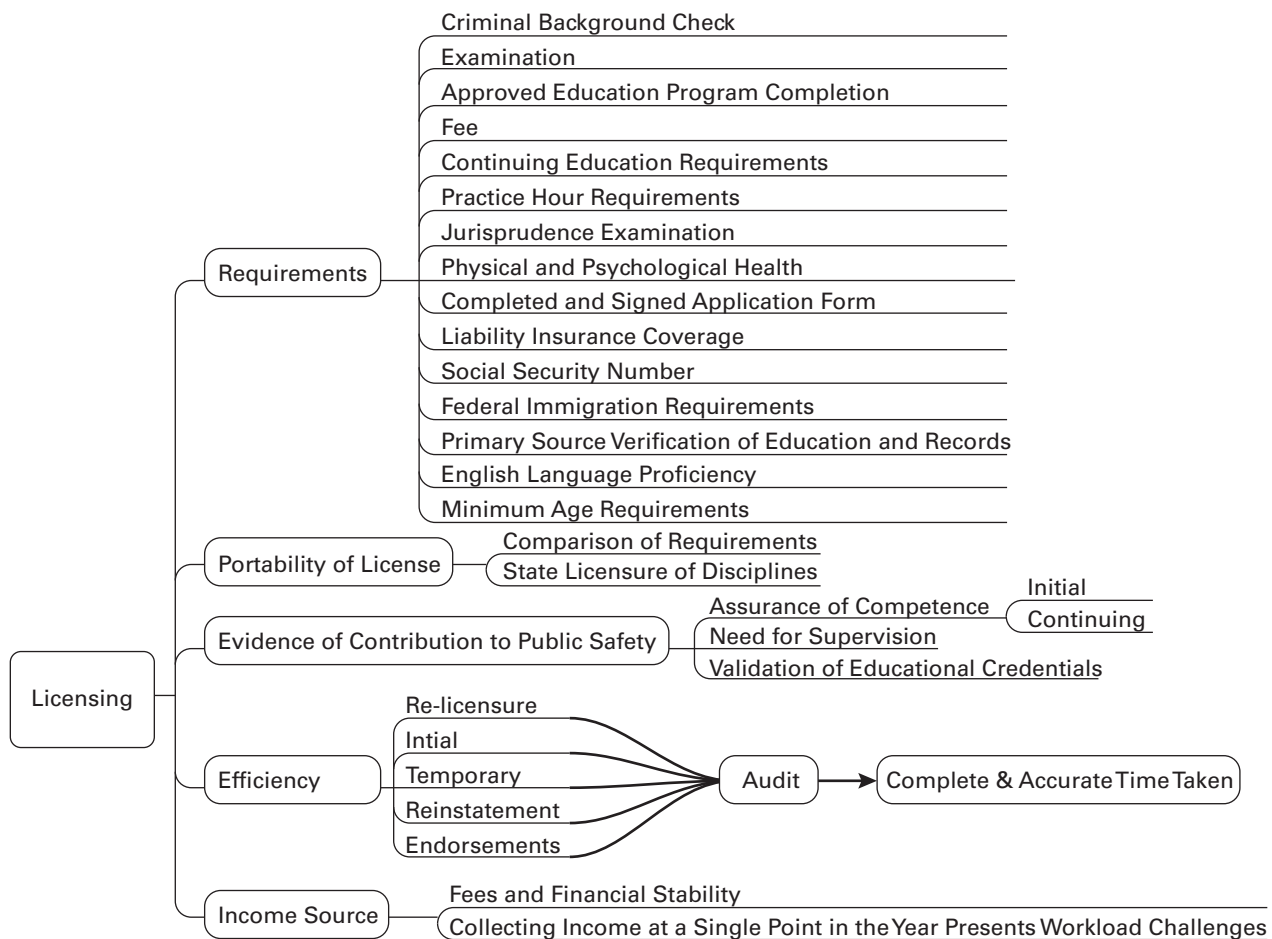 Criminal Background Check
Examination
Approved Education Program Completion
Fee
Continuing Education Requirements
Practice Hour Requirements
Jurisprudence Examination
Requirements
Physical and Psychological Health
Completed and Signed Application Form
Liability Insurance Coverage
Social Security Number
Federal Immigration Requirements
Primary Source Verification of Education and Records
English Language Proficiency
Minimum Age Requirements
Portability of License
Comparison of Requirements
State Licensure of Disciplines
Evidence of Contribution to Public Safety
Assurance of Competence
Initial
Continuing
Need for Supervision
Validation of Educational Credentials
Licensing
Efficiency
Re-licensure
Intial
Temporary
Reinstatement
Endorsements
Audit
Complete & Accurate Time Taken
Income Source
Fees and Financial Stability
Collecting Income at a Single Point in the Year Presents Workload Challenges